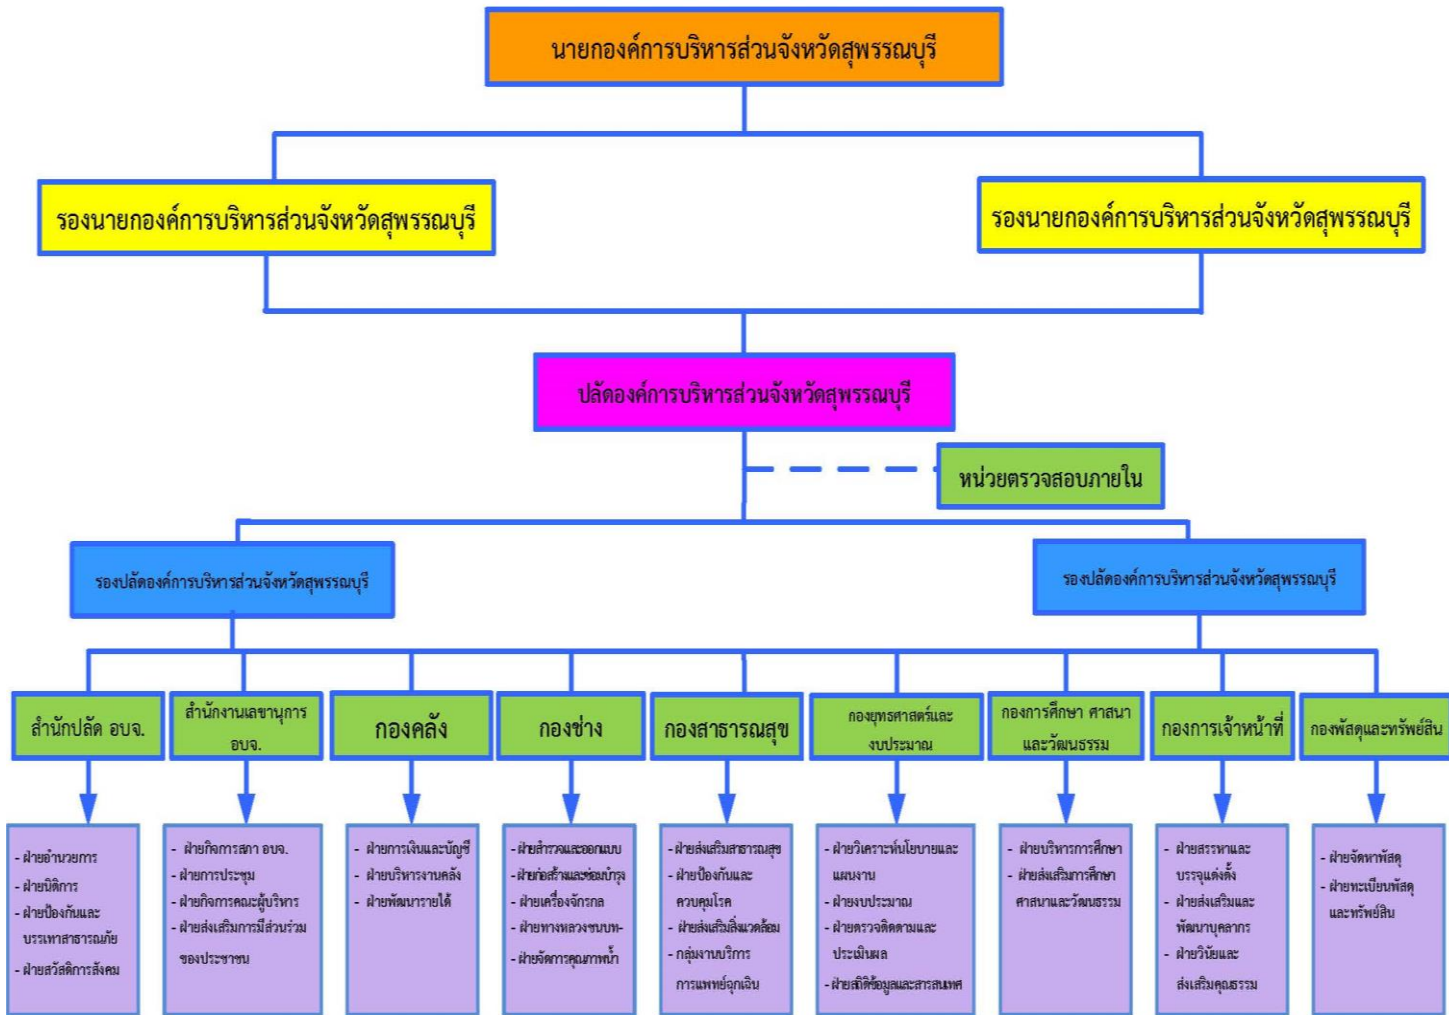 นายกองค์การบริหารส่วนจังหวัดสุพรรณบุรี
รองนายกองค์การบริหารส่วนจังหวัดสุพรรณบุรี
รองนายกองค์การบริหารส่วนจังหวัดสุพรรณบุรี
ปลัดองค์การบริหารส่วนจังหวัดสุพรรณบุรี
หน่วยตรวจสอบภายใน
รองปลัดองค์การบริหารส่วนจังหวัดสุพรรณบุรี
รองปลัดองค์การบริหารส่วนจังหวัดสุพรรณบุรี
สำนักปลัด อบจ.
สำนักงานเลขานุการ
อบจ.
กองคลัง
กองช่าง
กองสาธารณสุข
กองยุทธศาสตร์และ
งบประมาณ
กองการศึกษา ศาสนา
และวัฒนธรรม
กองการเจ้าหน้าที่
กองพัสดุและทรัพย์สิน
- ฝ่ายอำนวยการ
- ฝ่ายนิติการ
- ฝ่ายป้องกันและ
บรรเทาสาธารณภัย
- ฝ่ายสวัสดิการสังคม
- ฝ่ายกิจการสภา อบจ.
- ฝ่ายการประชุม
- ฝ่ายกิจการคณะผู้บริหาร
- ฝ่ายส่งเสริมการมีส่วนร่วม
ของประชาชน
- ฝ่ายการเงินและบัญชี
- ฝ่ายบริหารงานคลัง
- ฝ่ายพัฒนารายได้
- ฝ่ายสำรวจและออกแบบ
- ฝ่ายก่อสร้างและซ่อมบำรุง
- ฝ่ายเครื่องจักรกล
- ฝ่ายทางหลวงชนบท-
- ฝ่ายจัดการคุณภาพน้ำ
- ฝ่ายส่งเสริมสาธารณสุข
- ฝ่ายป้องกันและ
ควบคุมโรค
- ฝ่ายส่งเสริมสิ่งแวดล้อม
- กลุ่มงานบริการ
การแพทย์ฉุกเฉิน
- ฝ่ายวิเคราะห์นโยบายและ
แผนงาน
- ฝ่ายงบประมาณ
- ฝ่ายตรวจติดตามและ
ประเมินผล
- ฝ่ายสถิติข้อมูลและสารสนเทศ
- ฝ่ายบริหารการศึกษา
- ฝ่ายส่งเสริมการศึกษา
ศาสนาและวัฒนธรรม
- ฝ่ายสรรหาและ
บรรจุแต่งตั้ง
- ฝ่ายส่งเสริมและ
พัฒนาบุคลากร
- ฝ่ายวินัยและ
ส่งเสริมคุณธรรม
- ฝ่ายจัดหาพัสดุ
- ฝ่ายทะเบียนพัสดุ
และทรัพย์สิน